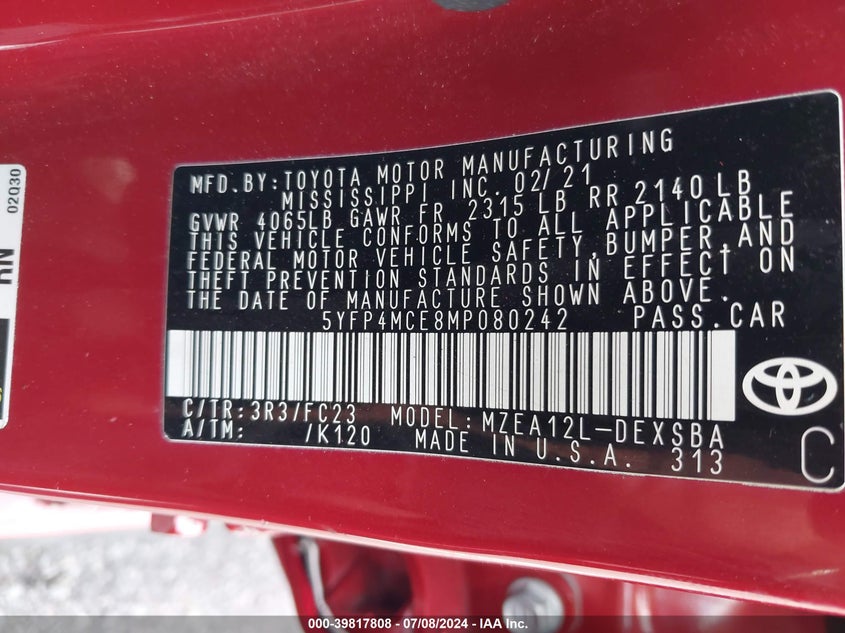 MFD.BY:TOYOTA MOTOR MANUFACTURING
MISSISSIPPI INC. 02/21
GVWR 4065LB GAWR FR 2315 LB RR 2140 LB
THIS VEHICLE CONFORMS TO ALL APPLICABLE
FEDERAL MOTOR VEHICLE SAFETY,BUMPER,AND
THEFT PREVENTION STANDARDS IN EFFECT ON
THE DATE OF MANUFACTURE SHOWN ABOVE.
5YFP4MCE8MP080242 PASS.CAR
C/TR:3R3/FC23 MODEL:MZEA12L-DEXSBA
A/TM: /K120 MADE IN U.S.A. 313
C
02Q30
000-39817808 - 07/08/2024 - IAA Inc.